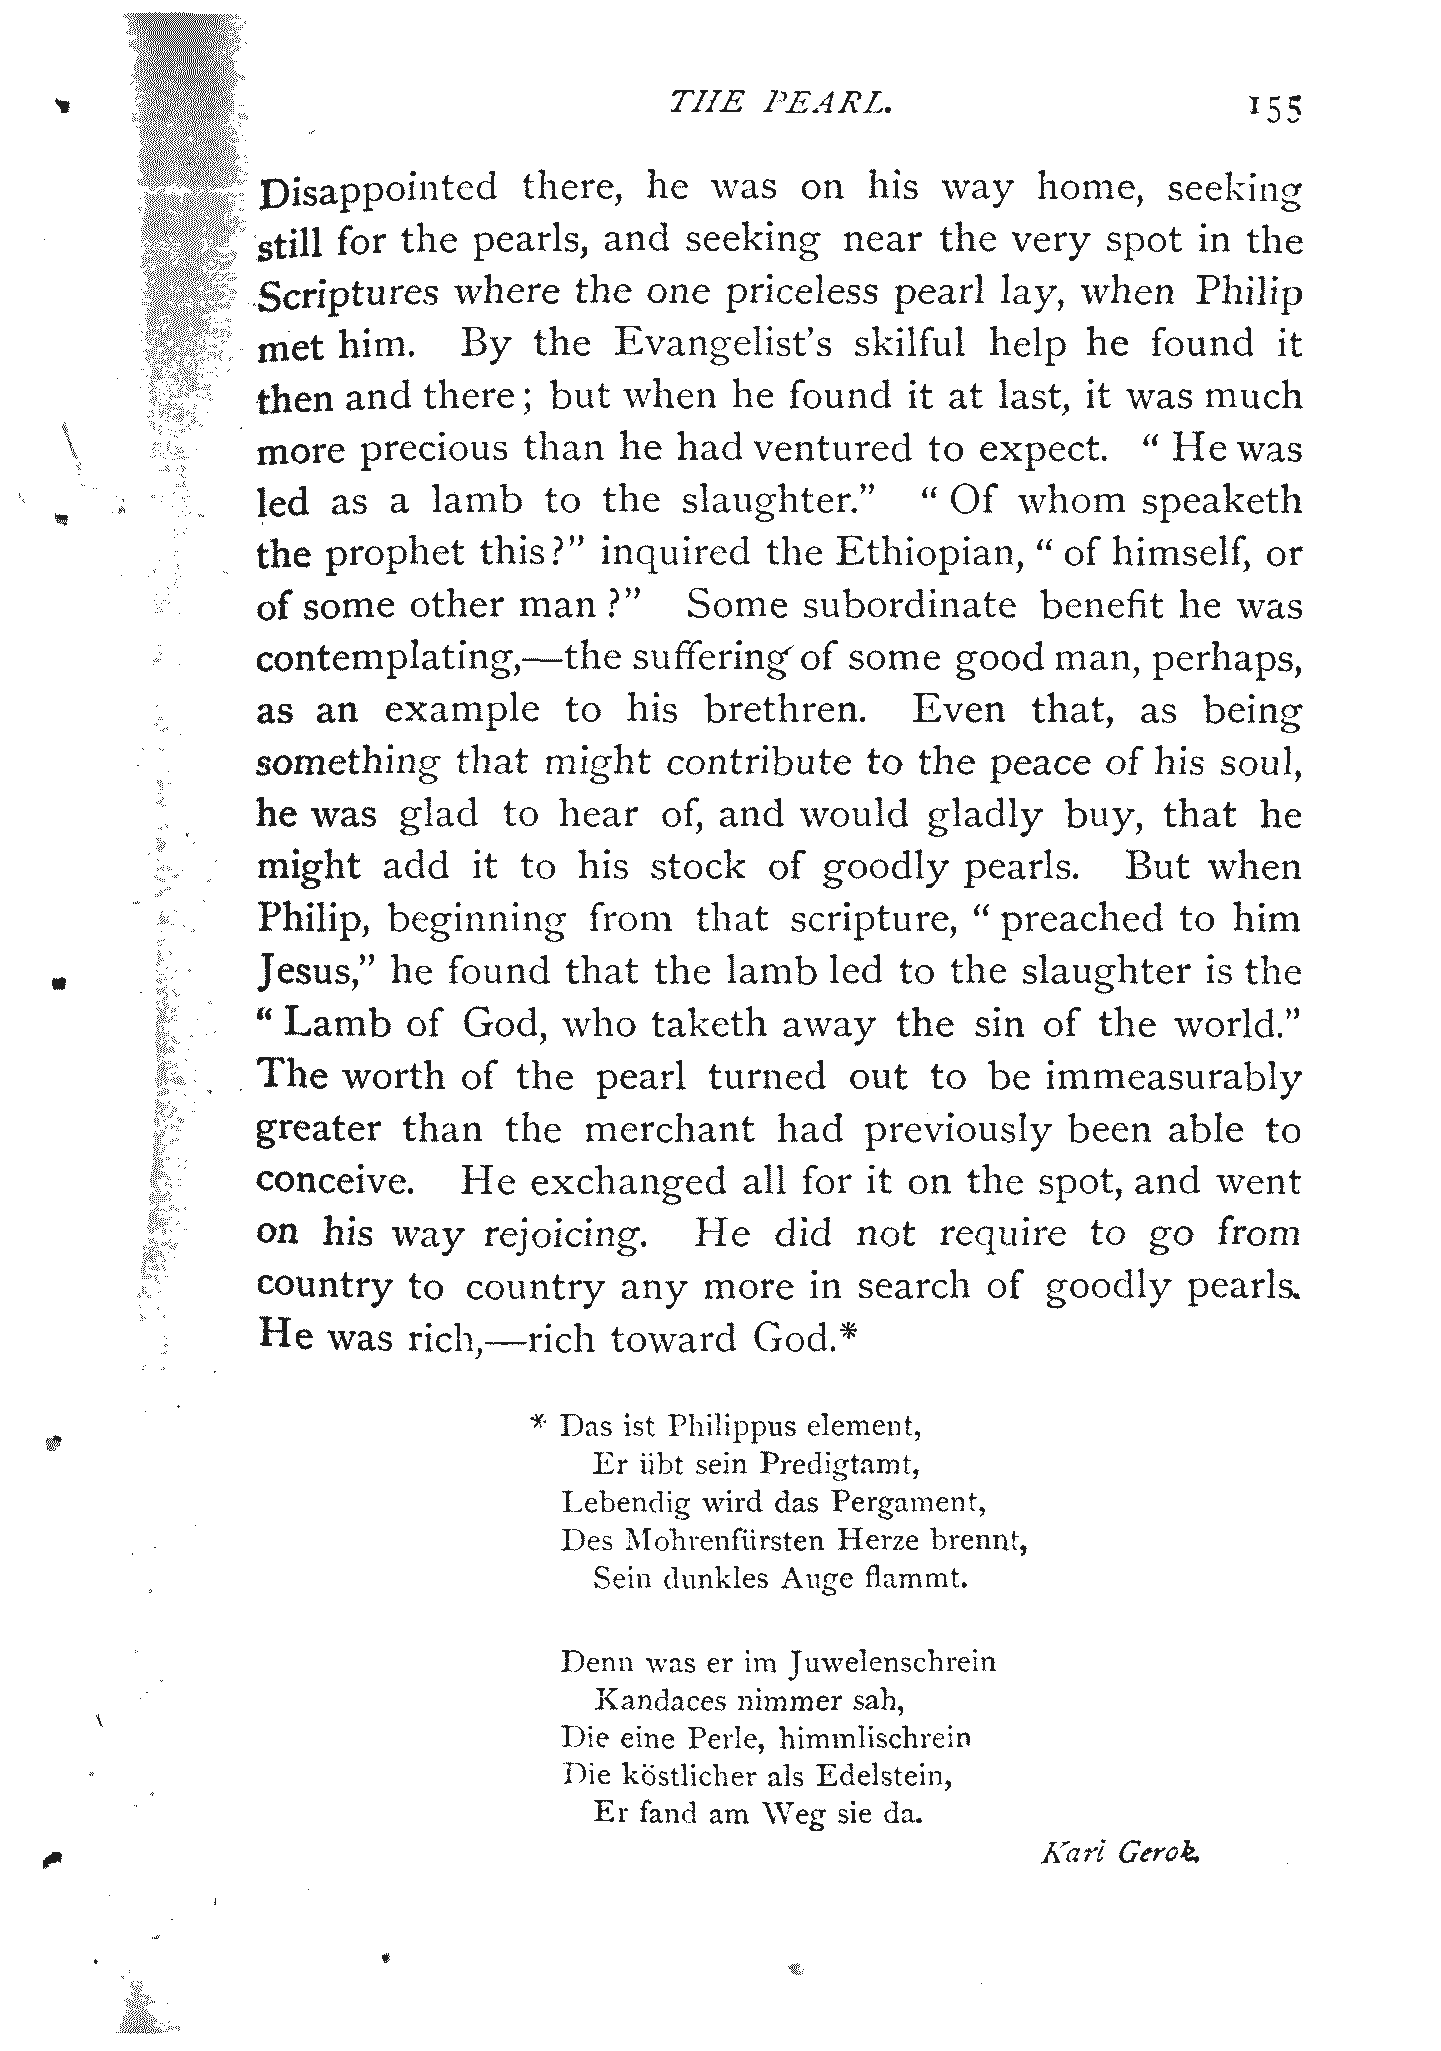 THE PEARL. 155
Disappointed there, he was on his way home, seeking
still for the pearls, and seeking near the very spot in the
Scriptures where the one priceless pearl lay, when Philip
met him. By the Evangelist's skilful help he found it
then and there; but when he found it at last, it was much
more precious than he had ventured to expect. " He was
led as a lamb to the slaughter." " Of whom speaketh
the prophet this?" inquired the Ethiopian, " of himself, or
of some other man?" Some subordinate benefit he was
contemplating,—the suffering of some good man, perhaps,
as an example to his brethren. Even that, as being
something that might contribute to the peace of his soul,
he was glad to hear of, and would gladly buy, that he
might add it to his stock of goodly pearls. But when
Philip, beginning from that scripture, " preached to him
Jesus," he found that the lamb led to the slaughter is the
" Lamb of God, who taketh away the sin of the world."
The worth of the pearl turned out to be immeasurably
greater than the merchant had previously been able to
conceive. He exchanged all for it on the spot, and went
on his way rejoicing. He did not require to go from
country to country any more in search of goodly pearls.
He was rich,—rich toward God.*
* Das ist Philippus element,
Er übt sein Predigtamt,
Lebendig wird das Pergament,
Des Mohrenfürsten Herze brennt,
Sein dunkles Auge flammt.
Denn was er im Juwelenschrein
Kandaces nimmer sah,
Die eine Perle, himmlischrein
Die köstlicher als Edelstein,
Er fand am Weg sie da.
Karl Gerok.